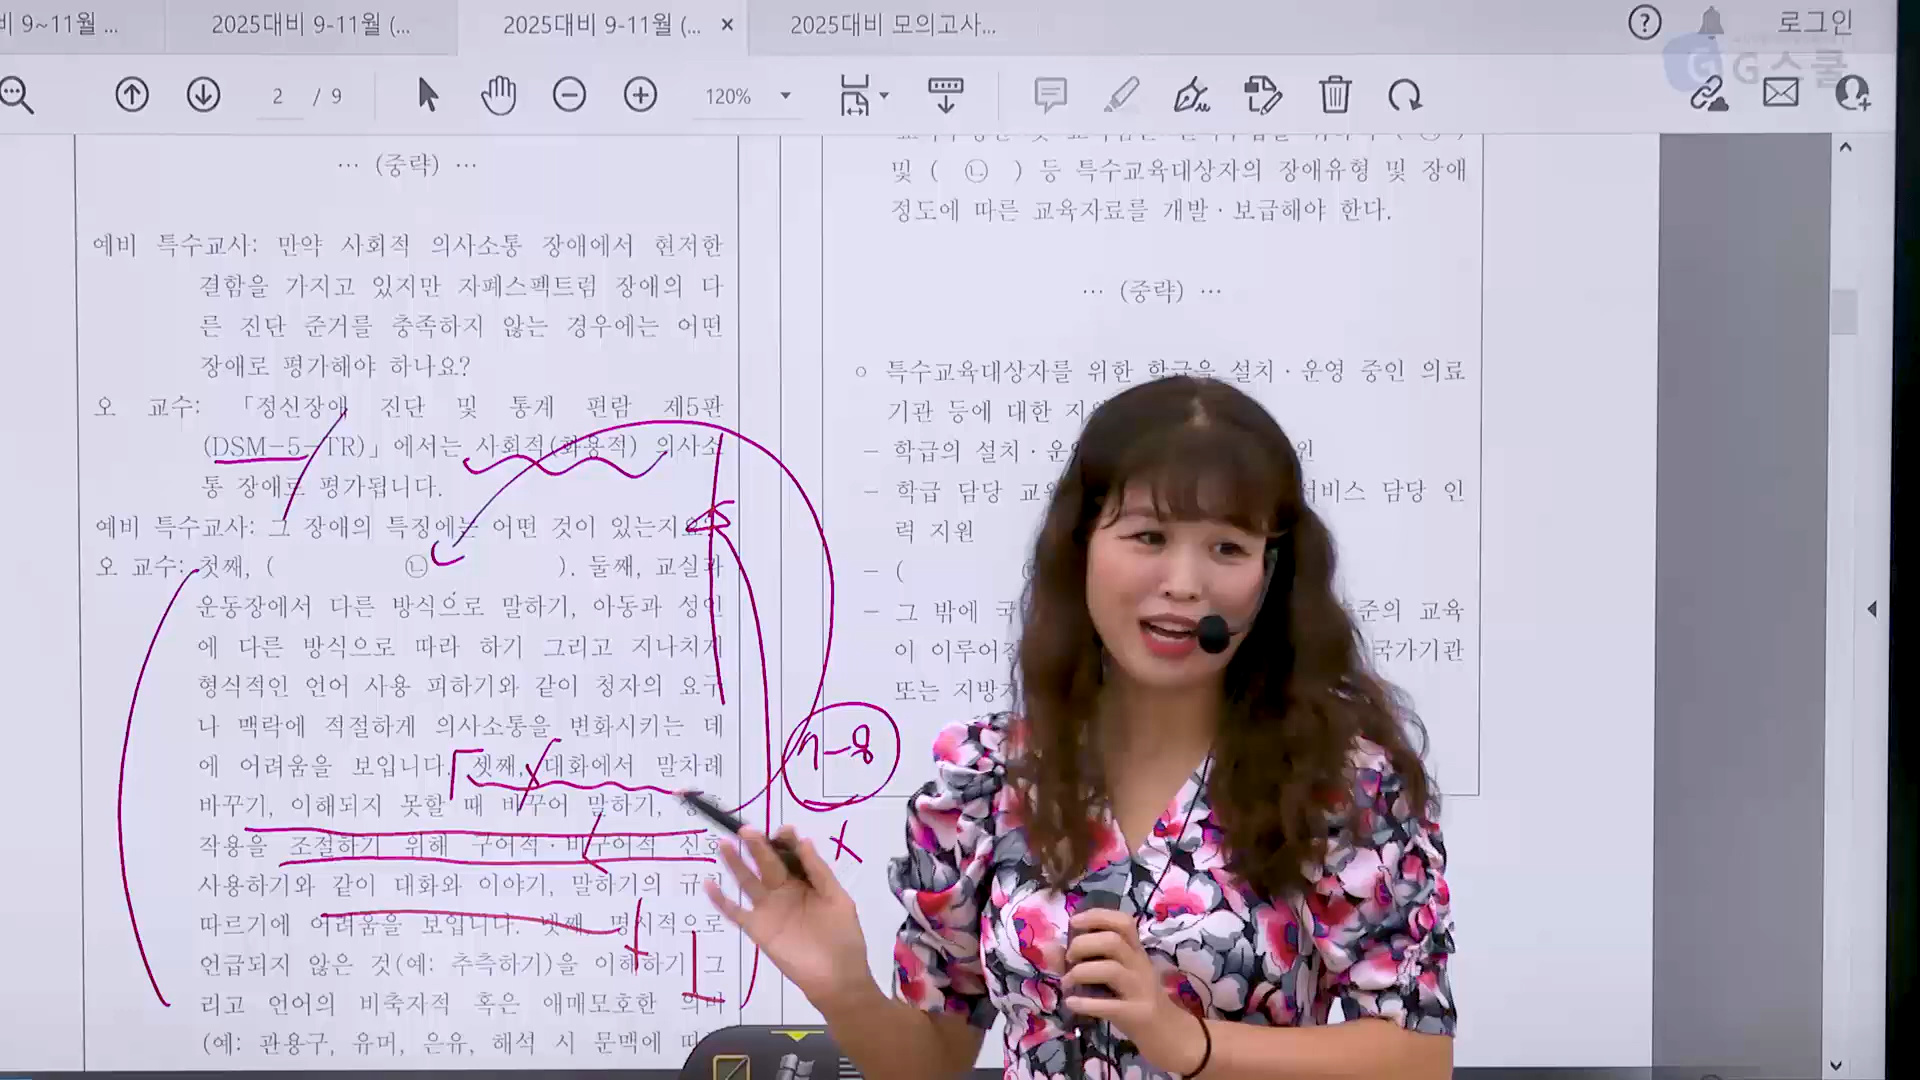 비 9~11월 ...
2025대비 9-11월 (...
2025대비 9-11월 (... ×
2025대비 모의고사...
로그인
G스쿨
2 / 9
120%
··· (중략) ···
예비 특수교사: 만약 사회적 의사소통 장애에서 현저한
결함을 가지고 있지만 자폐스펙트럼 장애의 다
른 진단 준거를 충족하지 않는 경우에는 어떤
장애로 평가해야 하나요?
오 교수: 「정신장애 진단 및 통계 편람 제5판
(DSM-5-TR)」에서는 사회적(화용적) 의사소
통 장애로 평가됩니다.
예비 특수교사: 그 장애의 특징에는 어떤 것이 있는지요?
오 교수: 첫째, ( ㉡ ). 둘째, 교실과
운동장에서 다른 방식으로 말하기, 아동과 성인
에 다른 방식으로 따라 하기 그리고 지나치게
형식적인 언어 사용 피하기와 같이 청자의 요구
나 맥락에 적절하게 의사소통을 변화시키는 데
에 어려움을 보입니다. 셋째, 대화에서 말차례
바꾸기, 이해되지 못할 때 바꾸어 말하기,
작용을 조절하기 위해 구어적·비구어적 신호
사용하기와 같이 대화와 이야기, 말하기의 규칙
따르기에 어려움을 보입니다. 넷째 명시적으로
언급되지 않은 것(예: 추측하기)을 이해하기 그
리고 언어의 비축자적 혹은 애매모호한 의미
(예: 관용구, 유머, 은유, 해석 시 문맥에 따
및 ( ㉡ ) 등 특수교육대상자의 장애유형 및 장애
정도에 따른 교육자료를 개발·보급해야 한다.
··· (중략) ···
○ 특수교육대상자를 위한 학급을 설치·운영 중인 의료
기관 등에 대한
- 학급의 설치· 인
- 학급 담당 서비스 담당 인
력 지원
- (
- 그 밖에 국 준의 교육
이 국가기관
또는
7-8